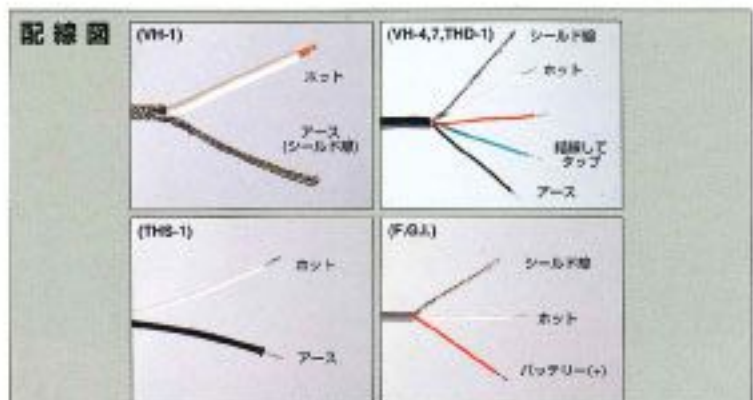 配線図
(VH-1)
ホット
アース
(シールド線)
(VH-4,7,THD-1)
シールド線
ホット
結線して
タップ
アース
(THS-1)
ホット
アース
(F.G.I.)
シールド線
ホット
バッテリー(+)